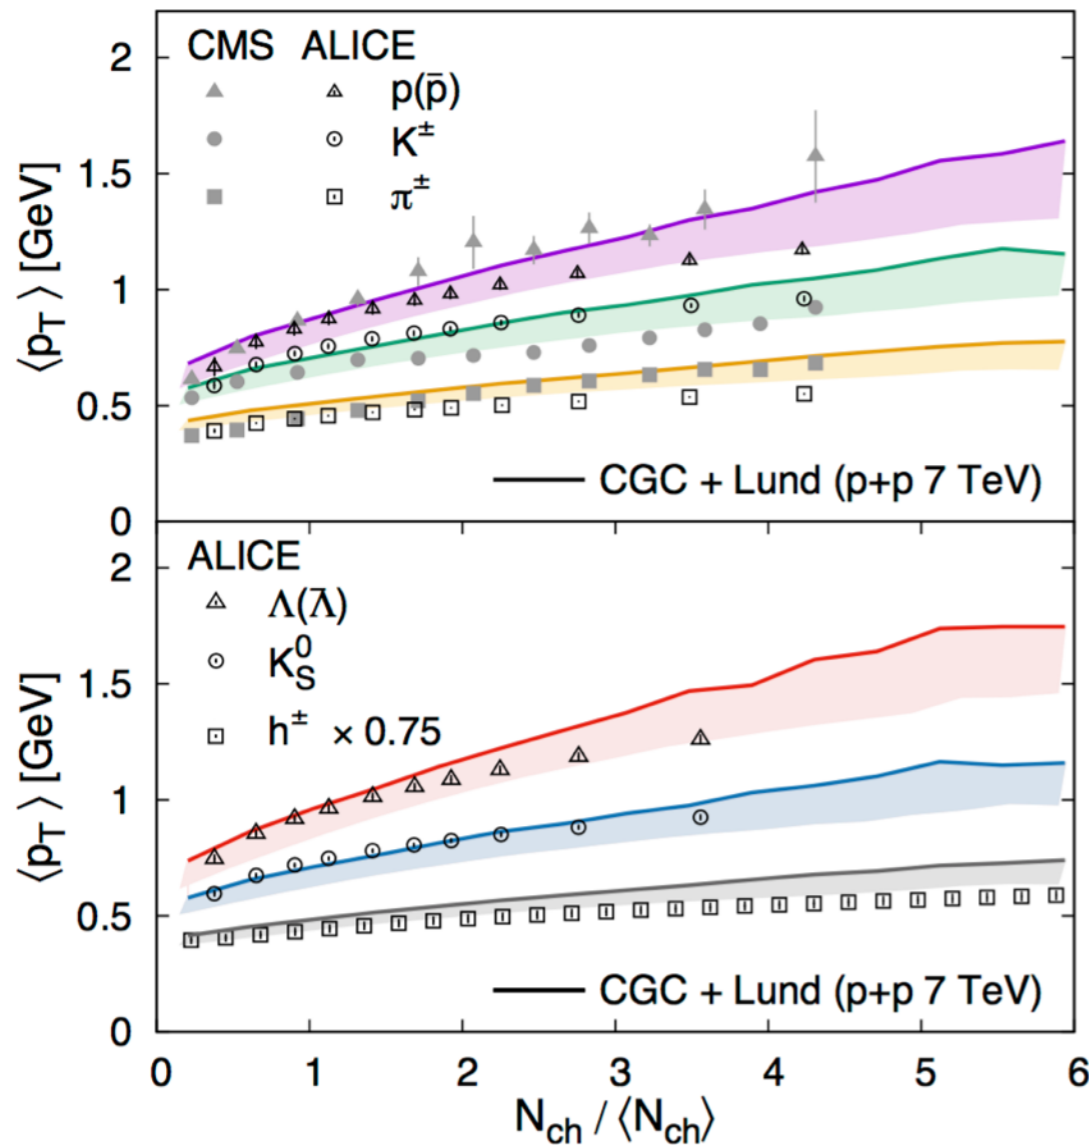 CMS ALICE
p(p̄)
K±
π±
⟨pT⟩ [GeV]
2
1.5
1
0.5
0
CGC + Lund (p+p 7 TeV)
ALICE
Λ(Λ̄)
K0S
h± × 0.75
⟨pT⟩ [GeV]
2
1.5
1
0.5
0
CGC + Lund (p+p 7 TeV)
0 1 2 3 4 5 6
Nch / ⟨Nch⟩